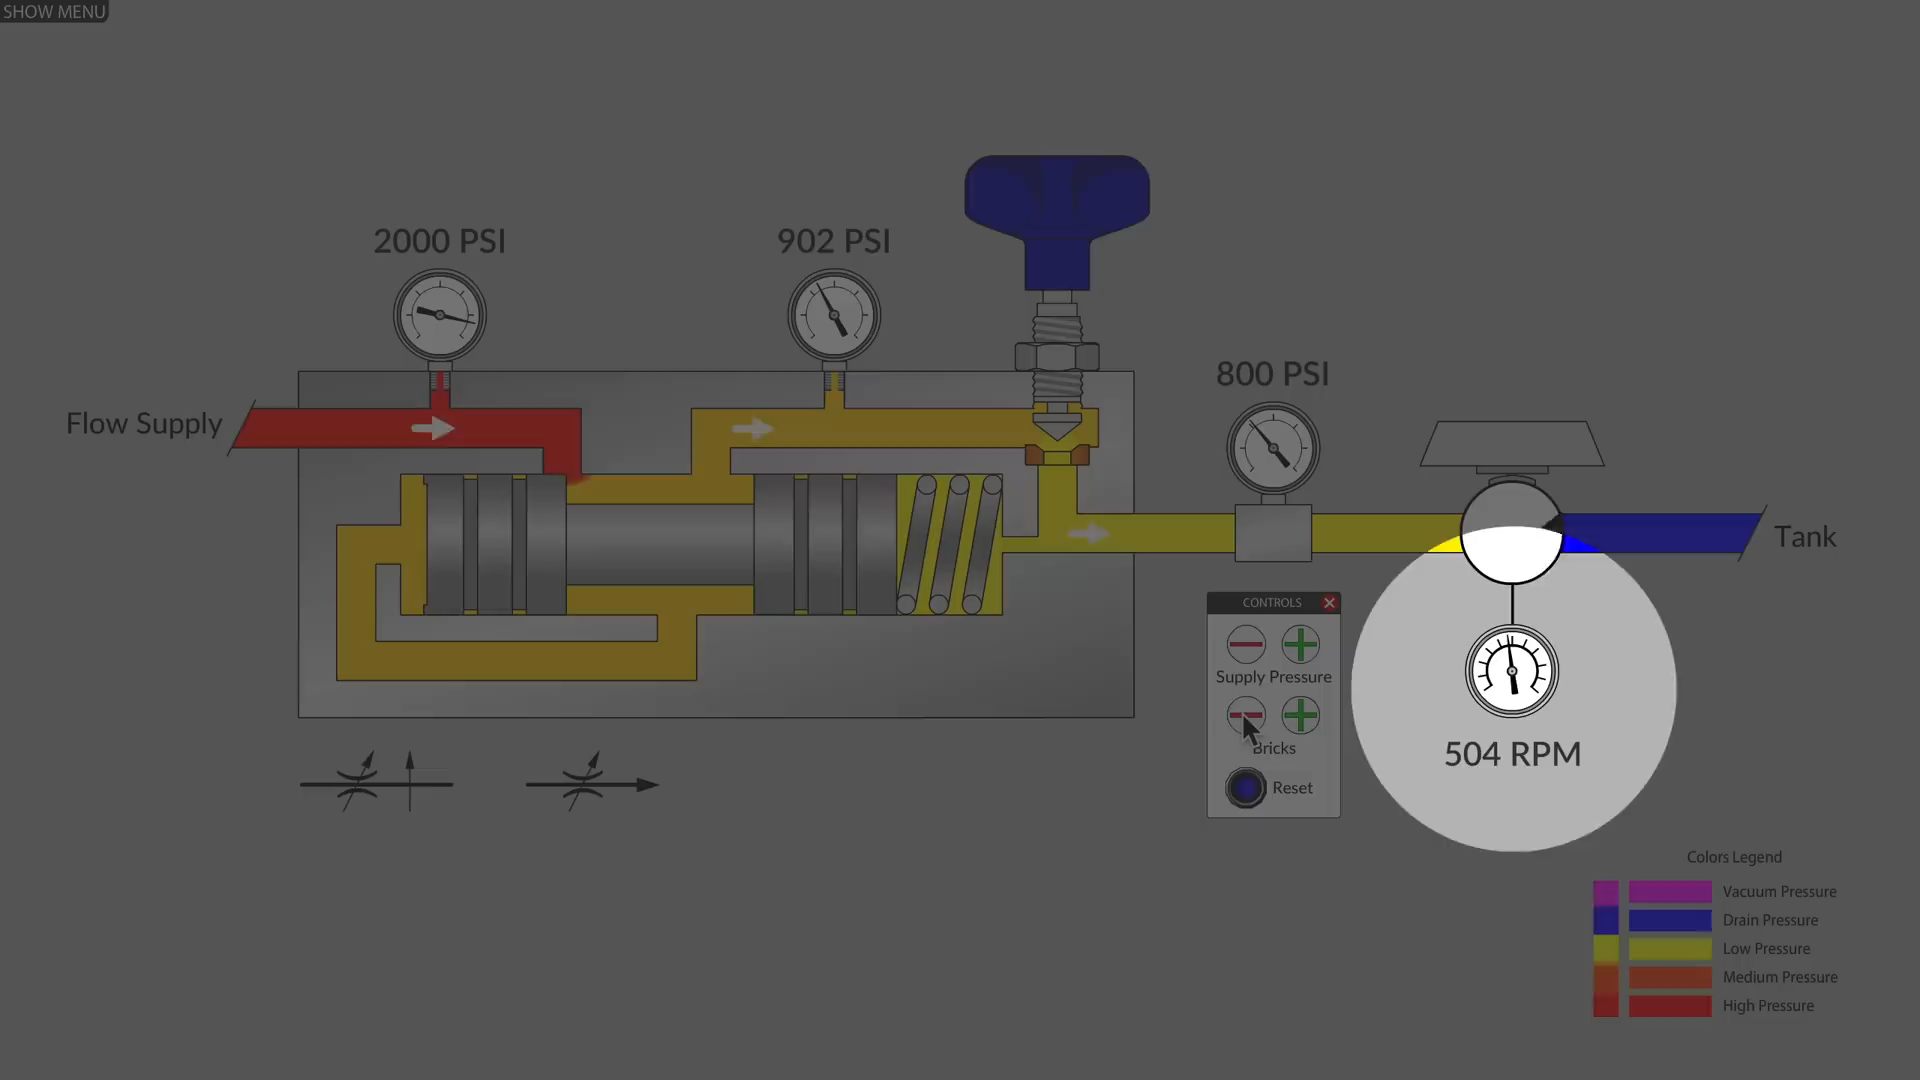 SHOW MENU
2000 PSI
902 PSI
800 PSI
Flow Supply
Tank
CONTROLS
Supply Pressure
Bricks
Reset
504 RPM
Colors Legend
Vacuum Pressure
Drain Pressure
Low Pressure
Medium Pressure
High Pressure